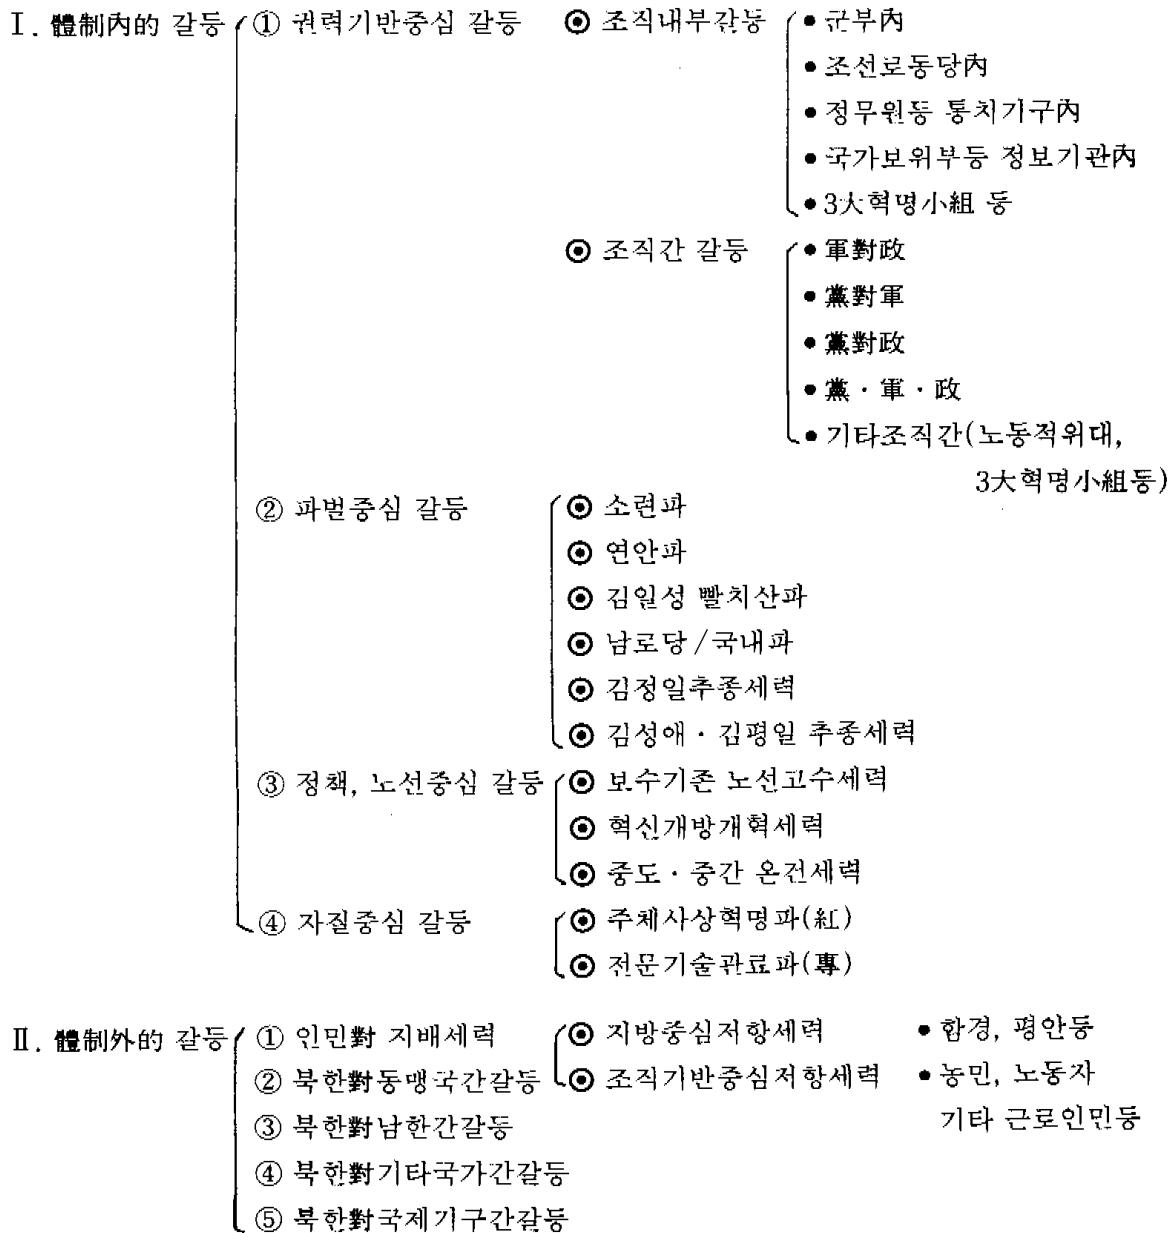 Ⅰ. 體制內的 갈등 ① 권력기반중심 갈등 ⊙ 조직내부갈등 • 군부內
• 조선로동당內
• 정무원등 통치기구內
• 국가보위부등 정보기관內
• 3大혁명小組 등
⊙ 조직간 갈등 • 軍對政
• 黨對軍
• 黨對政
• 黨·軍·政
• 기타조직간(노동적위대,
3大혁명小組등)
② 파벌중심 갈등 ⊙ 소련파
⊙ 연안파
⊙ 김일성 빨치산파
⊙ 남로당/국내파
⊙ 김정일추종세력
⊙ 김성애·김평일 추종세력
③ 정책, 노선중심 갈등 ⊙ 보수기존 노선고수세력
⊙ 혁신개방개혁세력
⊙ 중도·중간 온건세력
④ 자질중심 갈등 ⊙ 주체사상혁명파(紅)
⊙ 전문기술관료파(專)
Ⅱ. 體制外的 갈등 ① 인민對 지배세력 ⊙ 지방중심저항세력 • 함경, 평안등
② 북한對동맹국간갈등 ⊙ 조직기반중심저항세력 • 농민, 노동자
③ 북한對남한간갈등 기타 근로인민등
④ 북한對기타국가간갈등
⑤ 북한對국제기구간갈등